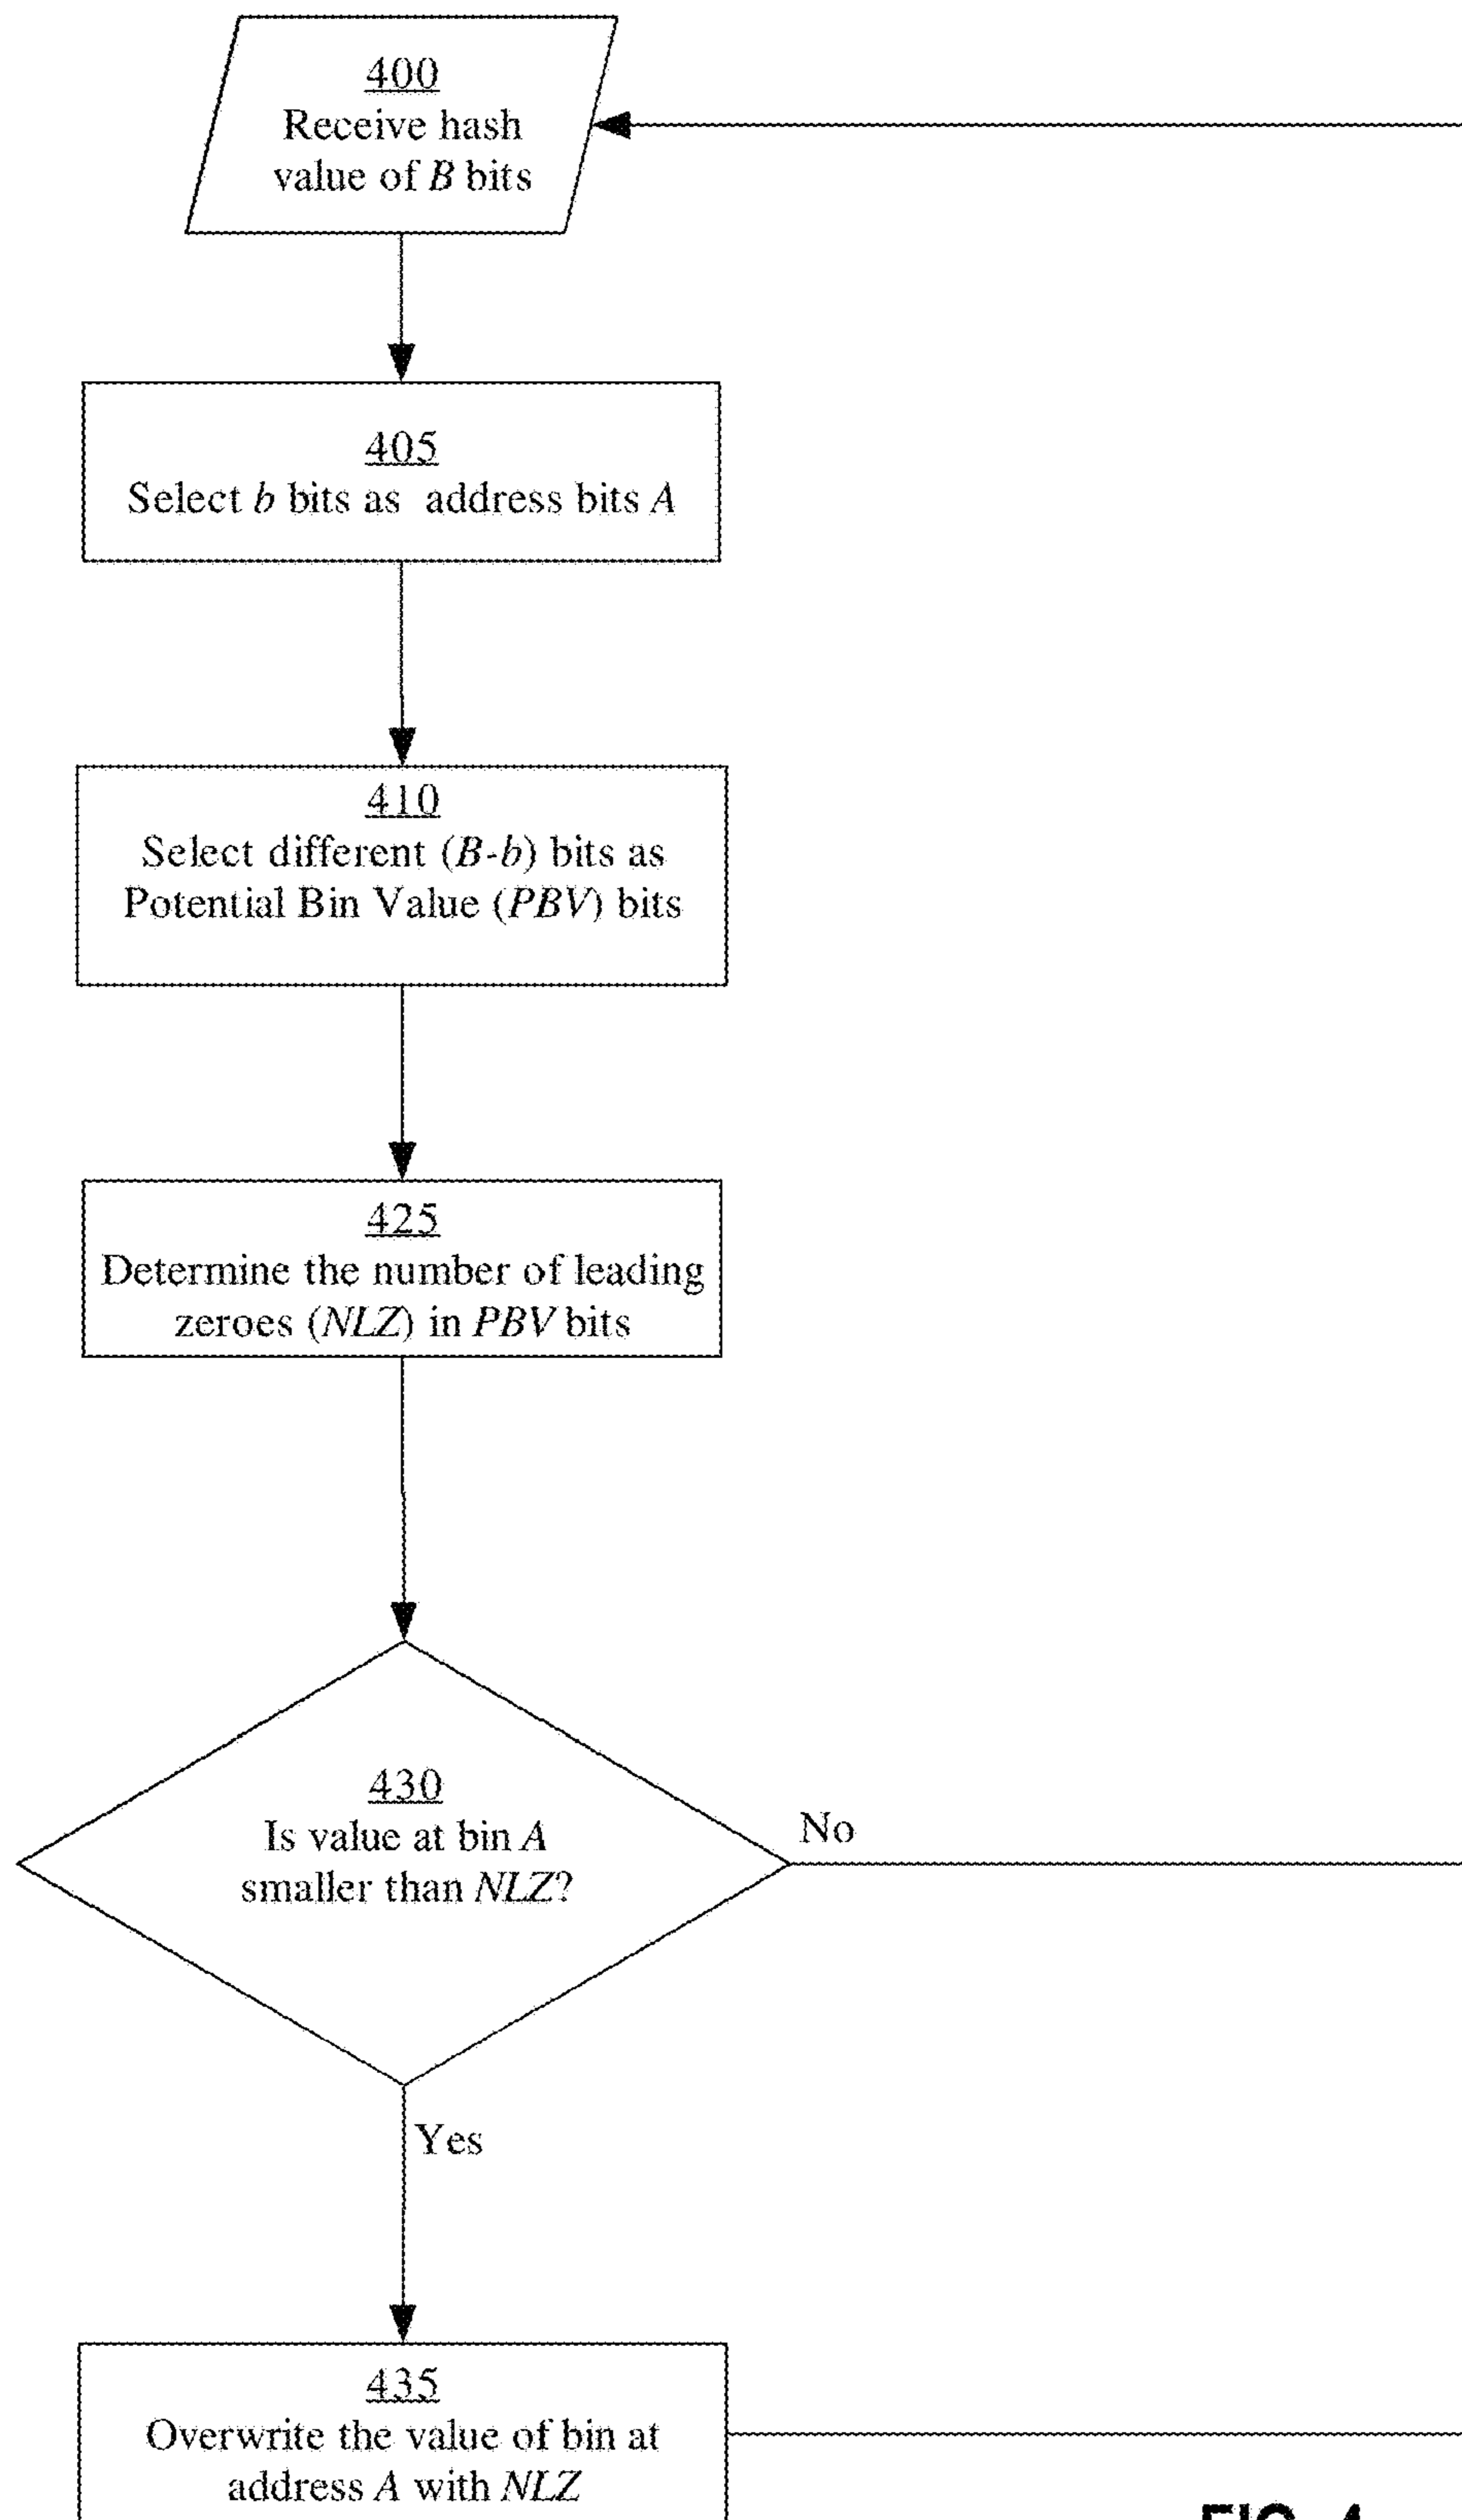 400
Receive hash
value of B bits
405
Select b bits as address bits A
410
Select different (B-b) bits as
Potential Bin Value (PBV) bits
425
Determine the number of leading
zeroes (NLZ) in PBV bits
430
Is value at bin A
smaller than NLZ?
No
Yes
435
Overwrite the value of bin at
address A with NLZ
FIG. 4